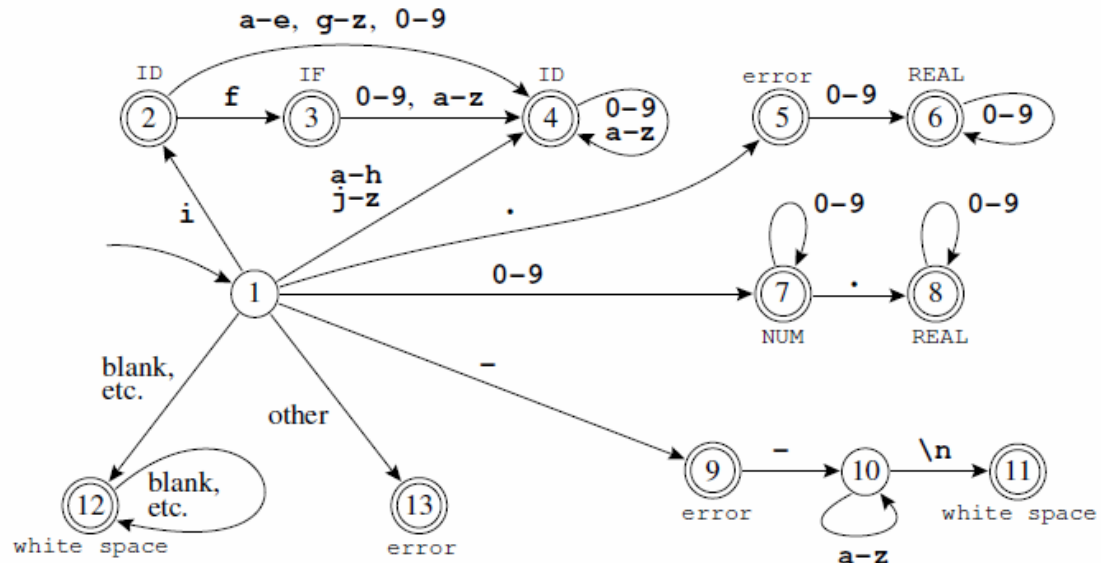 a–e, g–z, 0–9
ID
IF
ID
error
REAL
2
f
3
0–9, a–z
4
0–9
a–z
5
0–9
6
0–9
a–h
j–z
.
i
0–9
0–9
1
0–9
7
.
8
NUM
REAL
blank,
etc.
–
other
12
blank,
etc.
13
9
–
10
\n
11
white space
error
error
white space
a–z